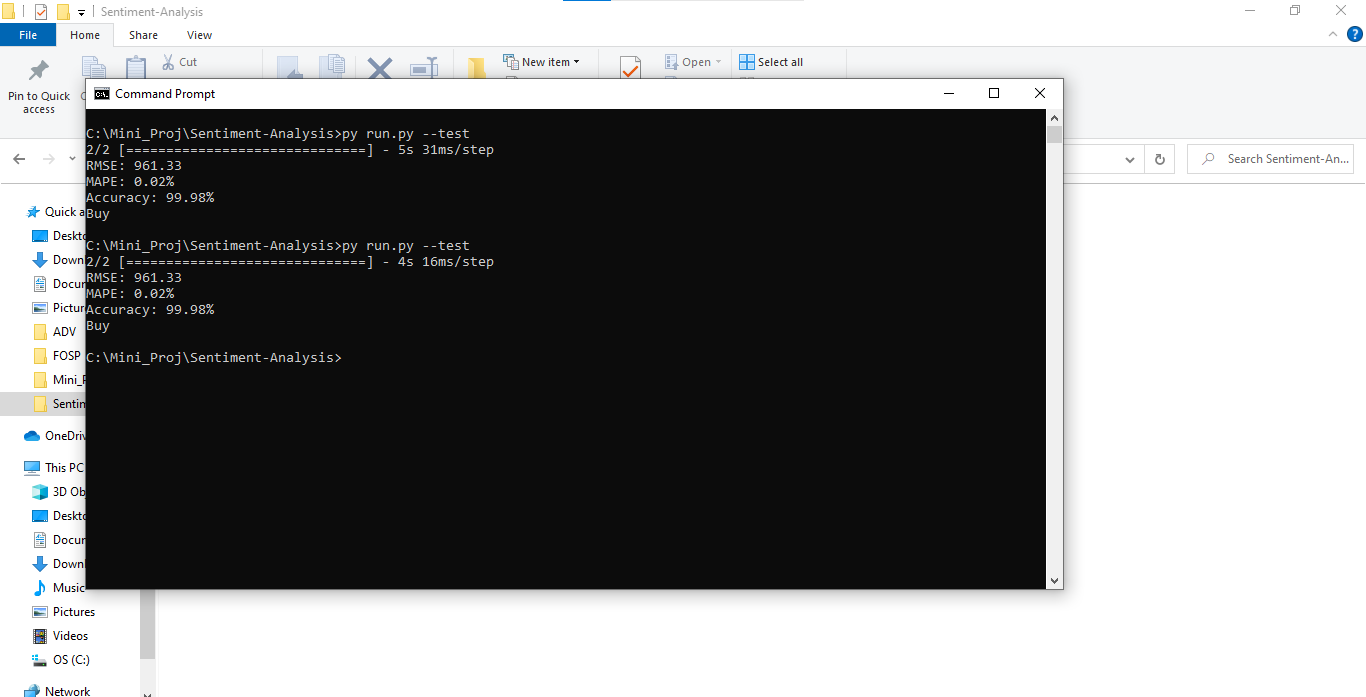 Sentiment-Analysis
File Home Share View
Pin to Quick access
Cut
New item
Open
Select all
Command Prompt
C:\Mini_Proj\Sentiment-Analysis>py run.py --test
2/2 [==============================] - 5s 31ms/step
RMSE: 961.33
MAPE: 0.02%
Accuracy: 99.98%
Buy
C:\Mini_Proj\Sentiment-Analysis>py run.py --test
2/2 [==============================] - 4s 16ms/step
RMSE: 961.33
MAPE: 0.02%
Accuracy: 99.98%
Buy
C:\Mini_Proj\Sentiment-Analysis>
Search Sentiment-An...
Quick a
Deskto
Down
Docur
Pictur
ADV
FOSP
Mini_P
Sentin
OneDriv
This PC
3D Ob
Deskto
Docur
Downl
Music
Pictures
Videos
OS (C:)
Network